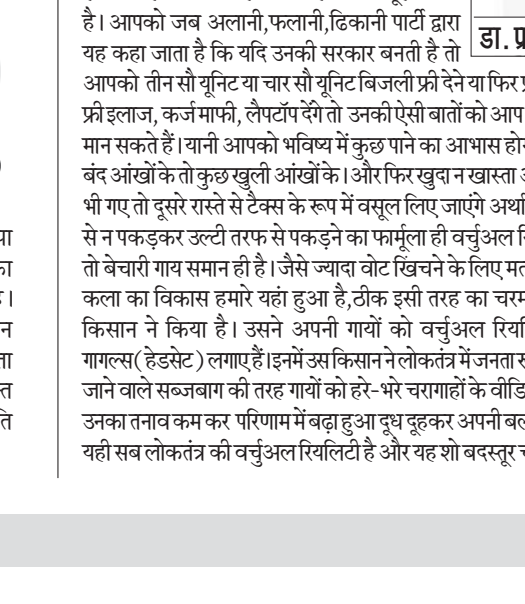 है। आपको जब अलानी,फलानी,ढिकानी पार्टी द्वारा
यह कहा जाता है कि यदि उनकी सरकार बनती है तो
डा. प्र
आपको तीन सौ यूनिट या चार सौ यूनिट बिजली फ्री देने या फिर
फ्री इलाज, कर्ज माफी, लैपटॉप देंगे तो उनकी ऐसी बातों को आप
मान सकते हैं। यानी आपको भविष्य में कुछ पाने का आभास
बंद आंखों के तो कुछ खुली आंखों के। और फिर खुदा न खास्ता
भी गए तो दूसरे रास्ते से टैक्स के रूप में वसूल लिए जाएंगे
से न पकड़कर उल्टी तरफ से पकड़ने का फार्मूला ही वर्चुअल
तो बेचारी गाय समान ही है। जैसे ज्यादा वोट खिंचने के लिए
कला का विकास हमारे यहां हुआ है,ठीक इसी तरह का
किसान ने किया है। उसने अपनी गायों को वर्चुअल
गागल्स( हेडसेट ) लगाए हैं। इनमें उस किसान ने लोकतंत्र में जनता
जाने वाले सब्जबाग की तरह गायों को हरे-भरे चरागाहों के
उनका तनाव कम कर परिणाम में बढ़ा हुआ दूध दूहकर अपनी
यही सब लोकतंत्र की वर्चुअल रियलिटी है और यह शो बदस्तूर
या
का
है।
न
ता
स्त
ति